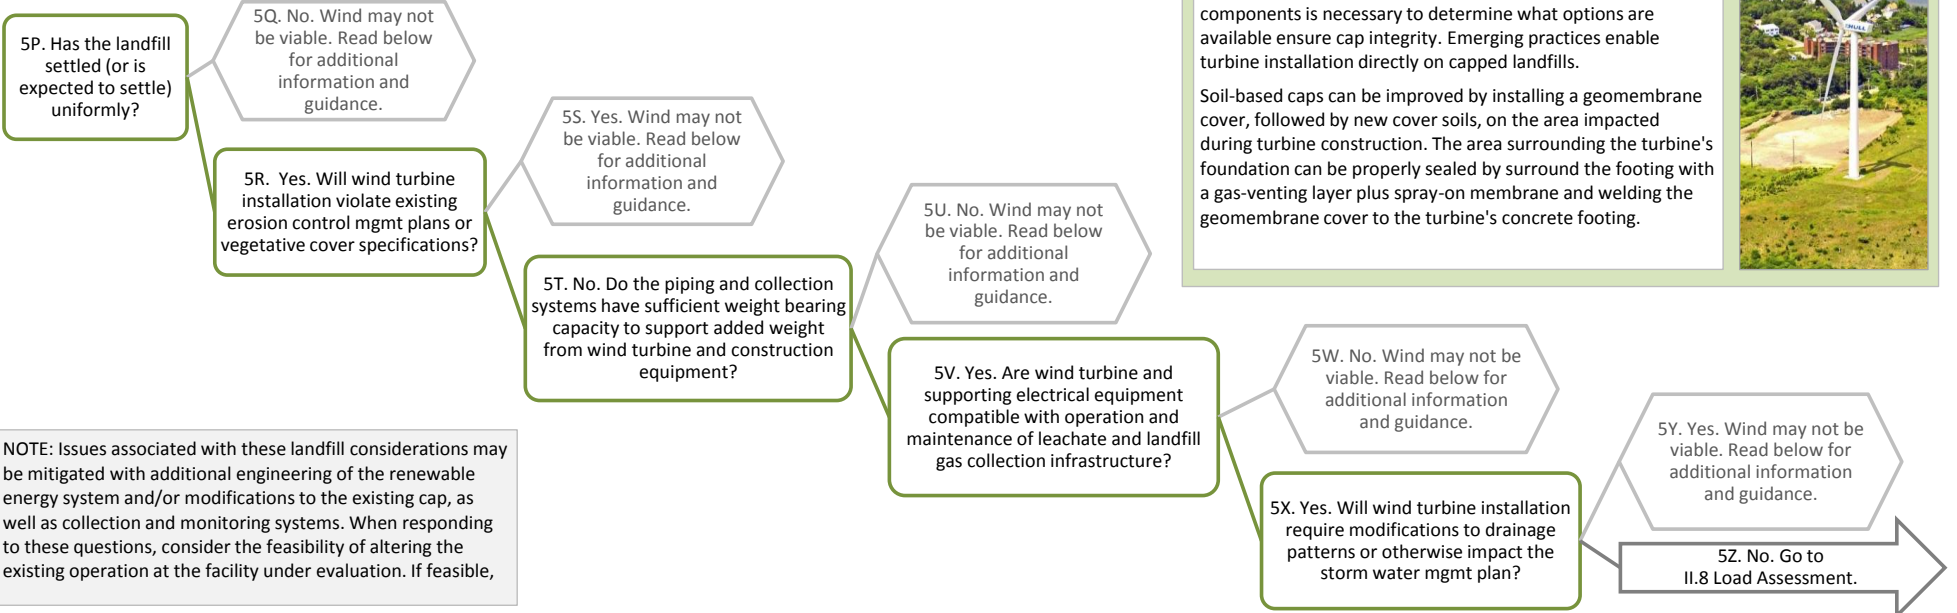 5P. Has the landfill
settled (or is
expected to settle)
uniformly?
5Q. No. Wind may not
be viable. Read below
for additional
information and
guidance.
5R.  Yes. Will wind turbine
installation violate existing
erosion control mgmt plans or
vegetative cover specifications?
5S. Yes. Wind may not
be viable. Read below
for additional
information and
guidance.
5T. No. Do the piping and collection
systems have sufficient weight bearing
capacity to support added weight
from wind turbine and construction
equipment?
5U. No. Wind may not
be viable. Read below
for additional
information and
guidance.
5V. Yes. Are wind turbine and
supporting electrical equipment
compatible with operation and
maintenance of leachate and landfill
gas collection infrastructure?
5W. No. Wind may not be
viable. Read below for
additional information
and guidance.
5X. Yes. Will wind turbine installation
require modifications to drainage
patterns or otherwise impact the
storm water mgmt plan?
5Y. Yes. Wind may not be
viable. Read below for
additional information
and guidance.
5Z. No. Go to
II.8 Load Assessment.
components is necessary to determine what options are
available ensure cap integrity. Emerging practices enable
turbine installation directly on capped landfills.
Soil-based caps can be improved by installing a geomembrane
cover, followed by new cover soils, on the area impacted
during turbine construction. The area surrounding the turbine's
foundation can be properly sealed by surround the footing with
a gas-venting layer plus spray-on membrane and welding the
geomembrane cover to the turbine's concrete footing.
HULL
NOTE: Issues associated with these landfill considerations may
be mitigated with additional engineering of the renewable
energy system and/or modifications to the existing cap, as
well as collection and monitoring systems. When responding
to these questions, consider the feasibility of altering the
existing operation at the facility under evaluation. If feasible,